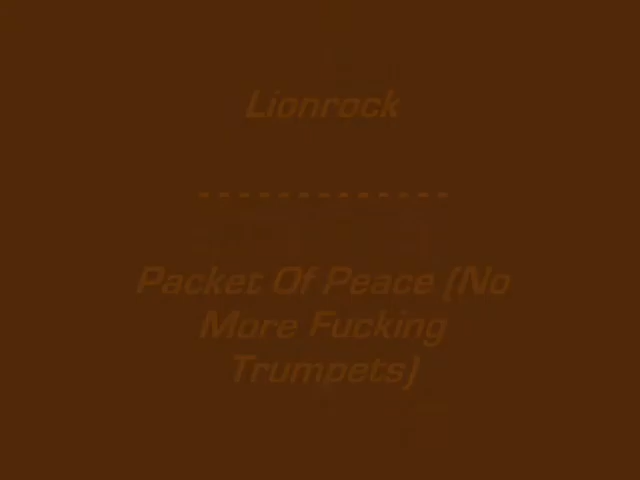 Lionrock
-------------
Packet Of Peace (No
More Fucking
Trumpets)